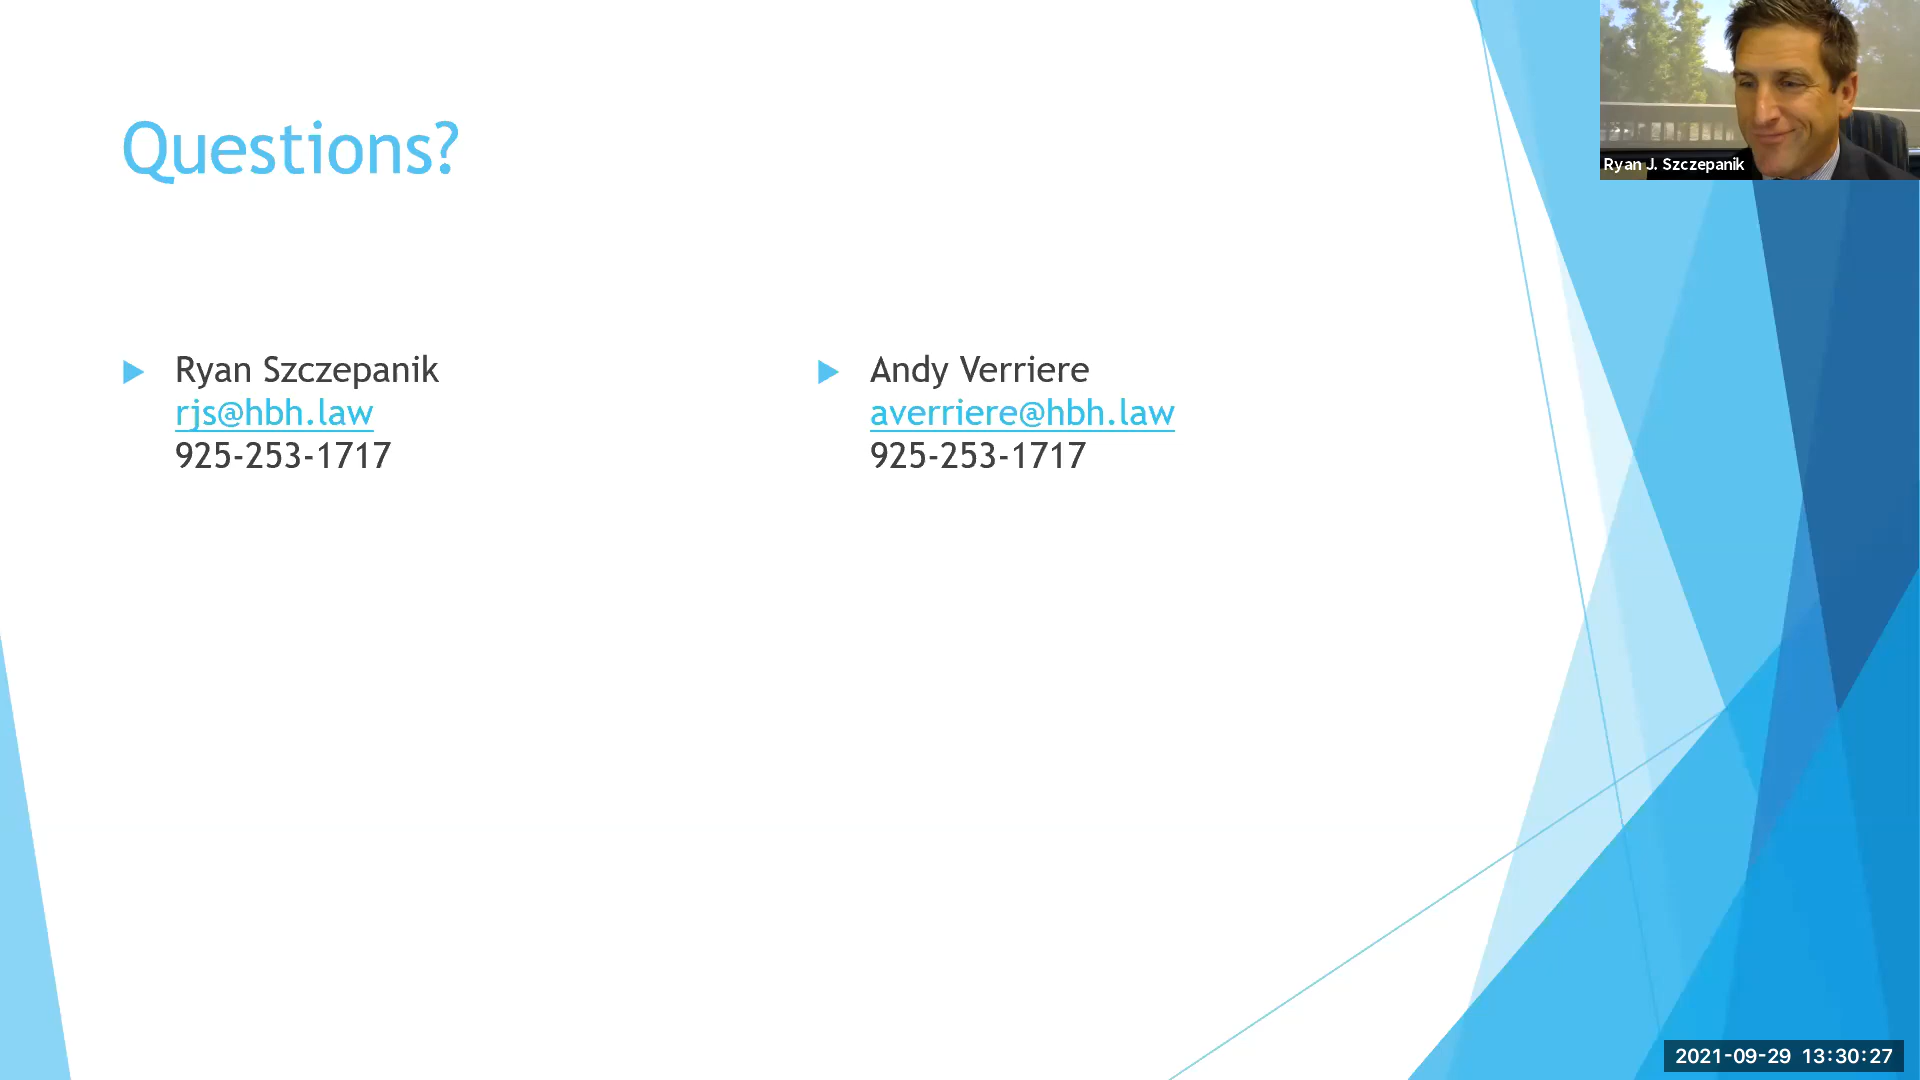 Questions?
Ryan Szczepanik
rjs@hbh.law
925-253-1717
Andy Verriere
averriere@hbh.law
925-253-1717
Ryan J. Szczepanik
2021-09-29 13:30:27